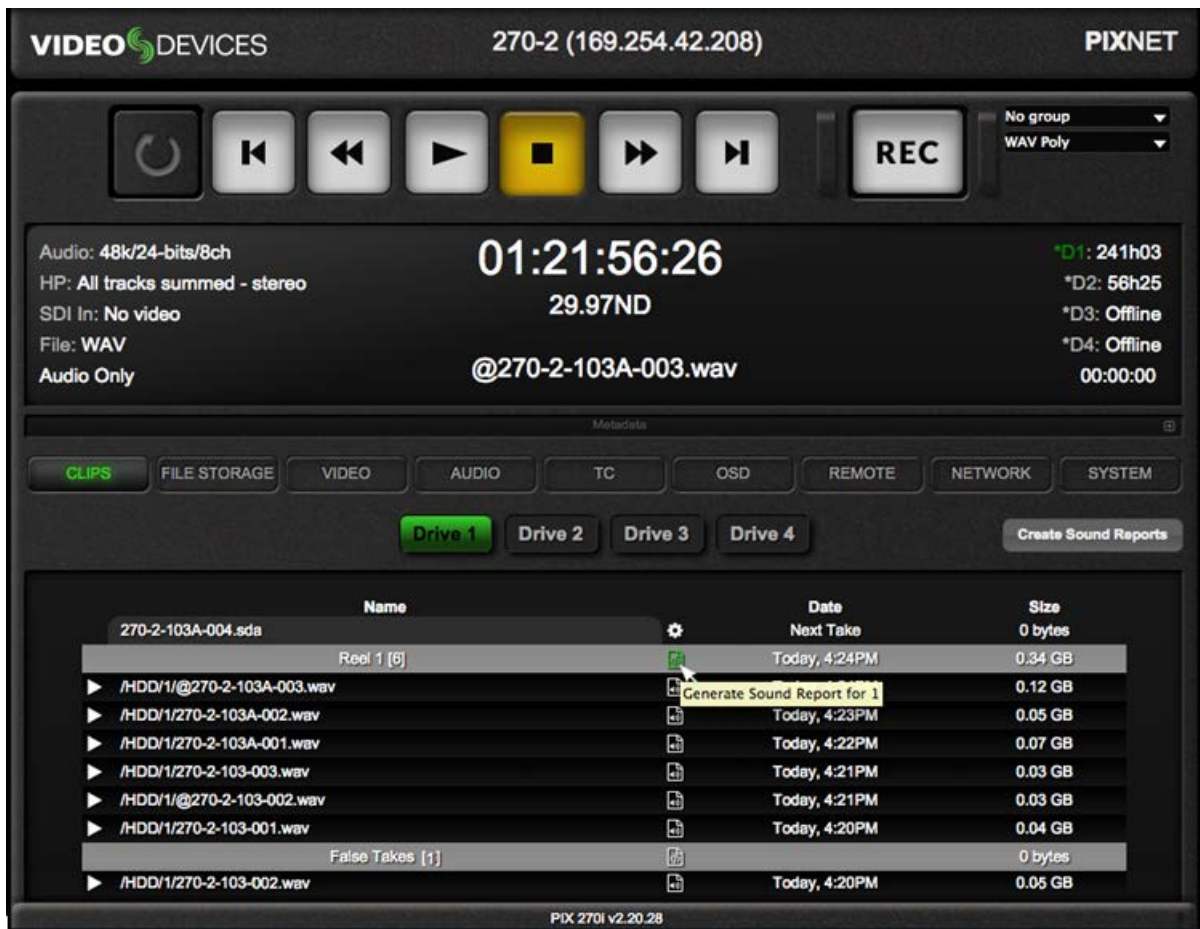 VIDEO DEVICES 270-2 (169.254.42.208) PIXNET
REC
No group
WAV Poly
Audio: 48k/24-bits/8ch
HP: All tracks summed - stereo
SDI In: No video
File: WAV
Audio Only
01:21:56:26
29.97ND
@270-2-103A-003.wav
*D1: 241h03
*D2: 56h25
*D3: Offline
*D4: Offline
00:00:00
Metadata
CLIPS FILE STORAGE VIDEO AUDIO TC OSD REMOTE NETWORK SYSTEM
Drive 1 Drive 2 Drive 3 Drive 4 Create Sound Reports
Name Date Size
270-2-103A-004.sda Next Take 0 bytes
Reel 1 [6] Today, 4:24PM 0.34 GB
/HDD/1/@270-2-103A-003.wav 0.12 GB
Generate Sound Report for 1
/HDD/1/270-2-103A-002.wav Today, 4:23PM 0.05 GB
/HDD/1/270-2-103A-001.wav Today, 4:22PM 0.07 GB
/HDD/1/270-2-103-003.wav Today, 4:21PM 0.03 GB
/HDD/1/@270-2-103-002.wav Today, 4:21PM 0.03 GB
/HDD/1/270-2-103-001.wav Today, 4:20PM 0.04 GB
False Takes [1] 0 bytes
/HDD/1/270-2-103-002.wav Today, 4:20PM 0.05 GB
PIX 270i v2.20.28